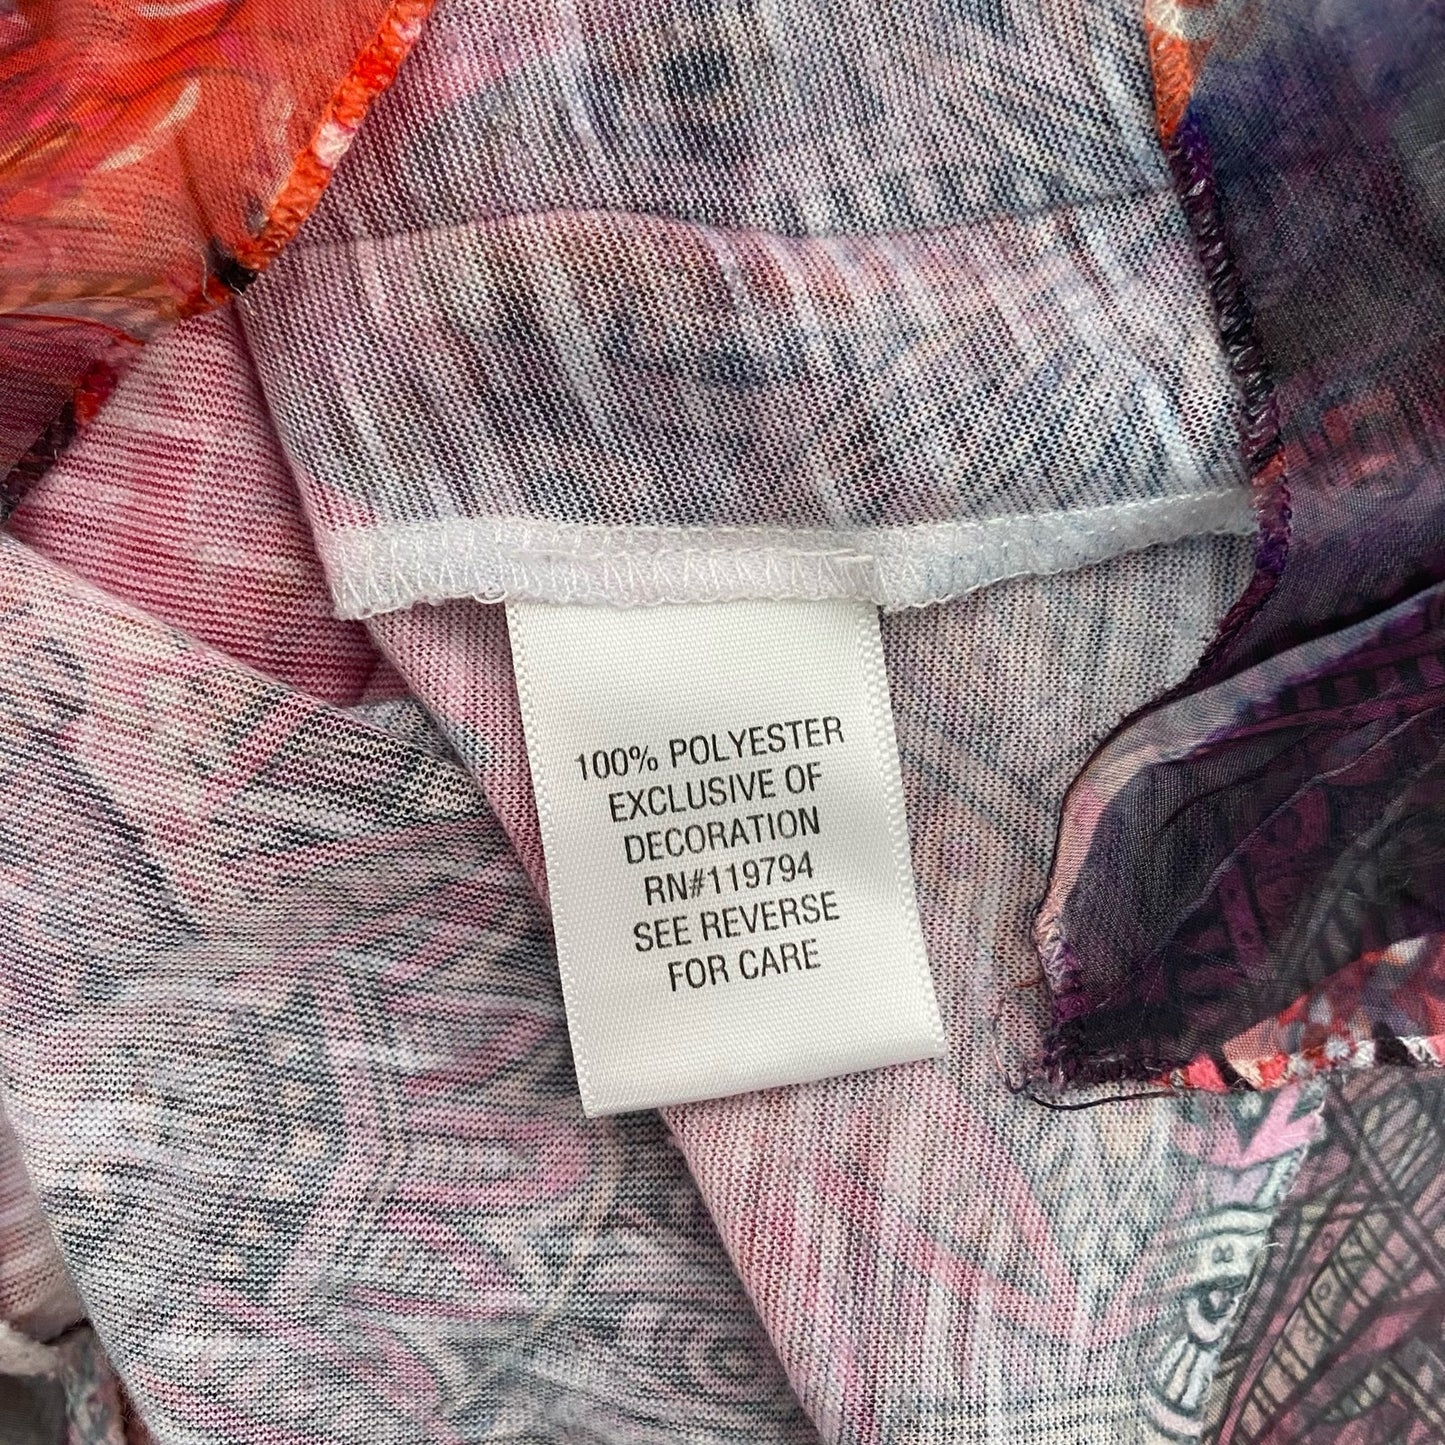 100% POLYESTER
EXCLUSIVE OF
DECORATION
RN#119794
SEE REVERSE
FOR CARE